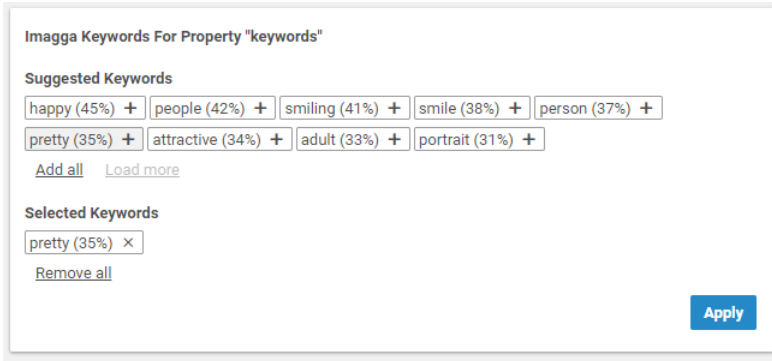 Imagga Keywords For Property "keywords"
Suggested Keywords
happy (45%) + people (42%) + smiling (41%) + smile (38%) + person (37%) +
pretty (35%) + attractive (34%) + adult (33%) + portrait (31%) +
Add all Load more
Selected Keywords
pretty (35%) ×
Remove all
Apply